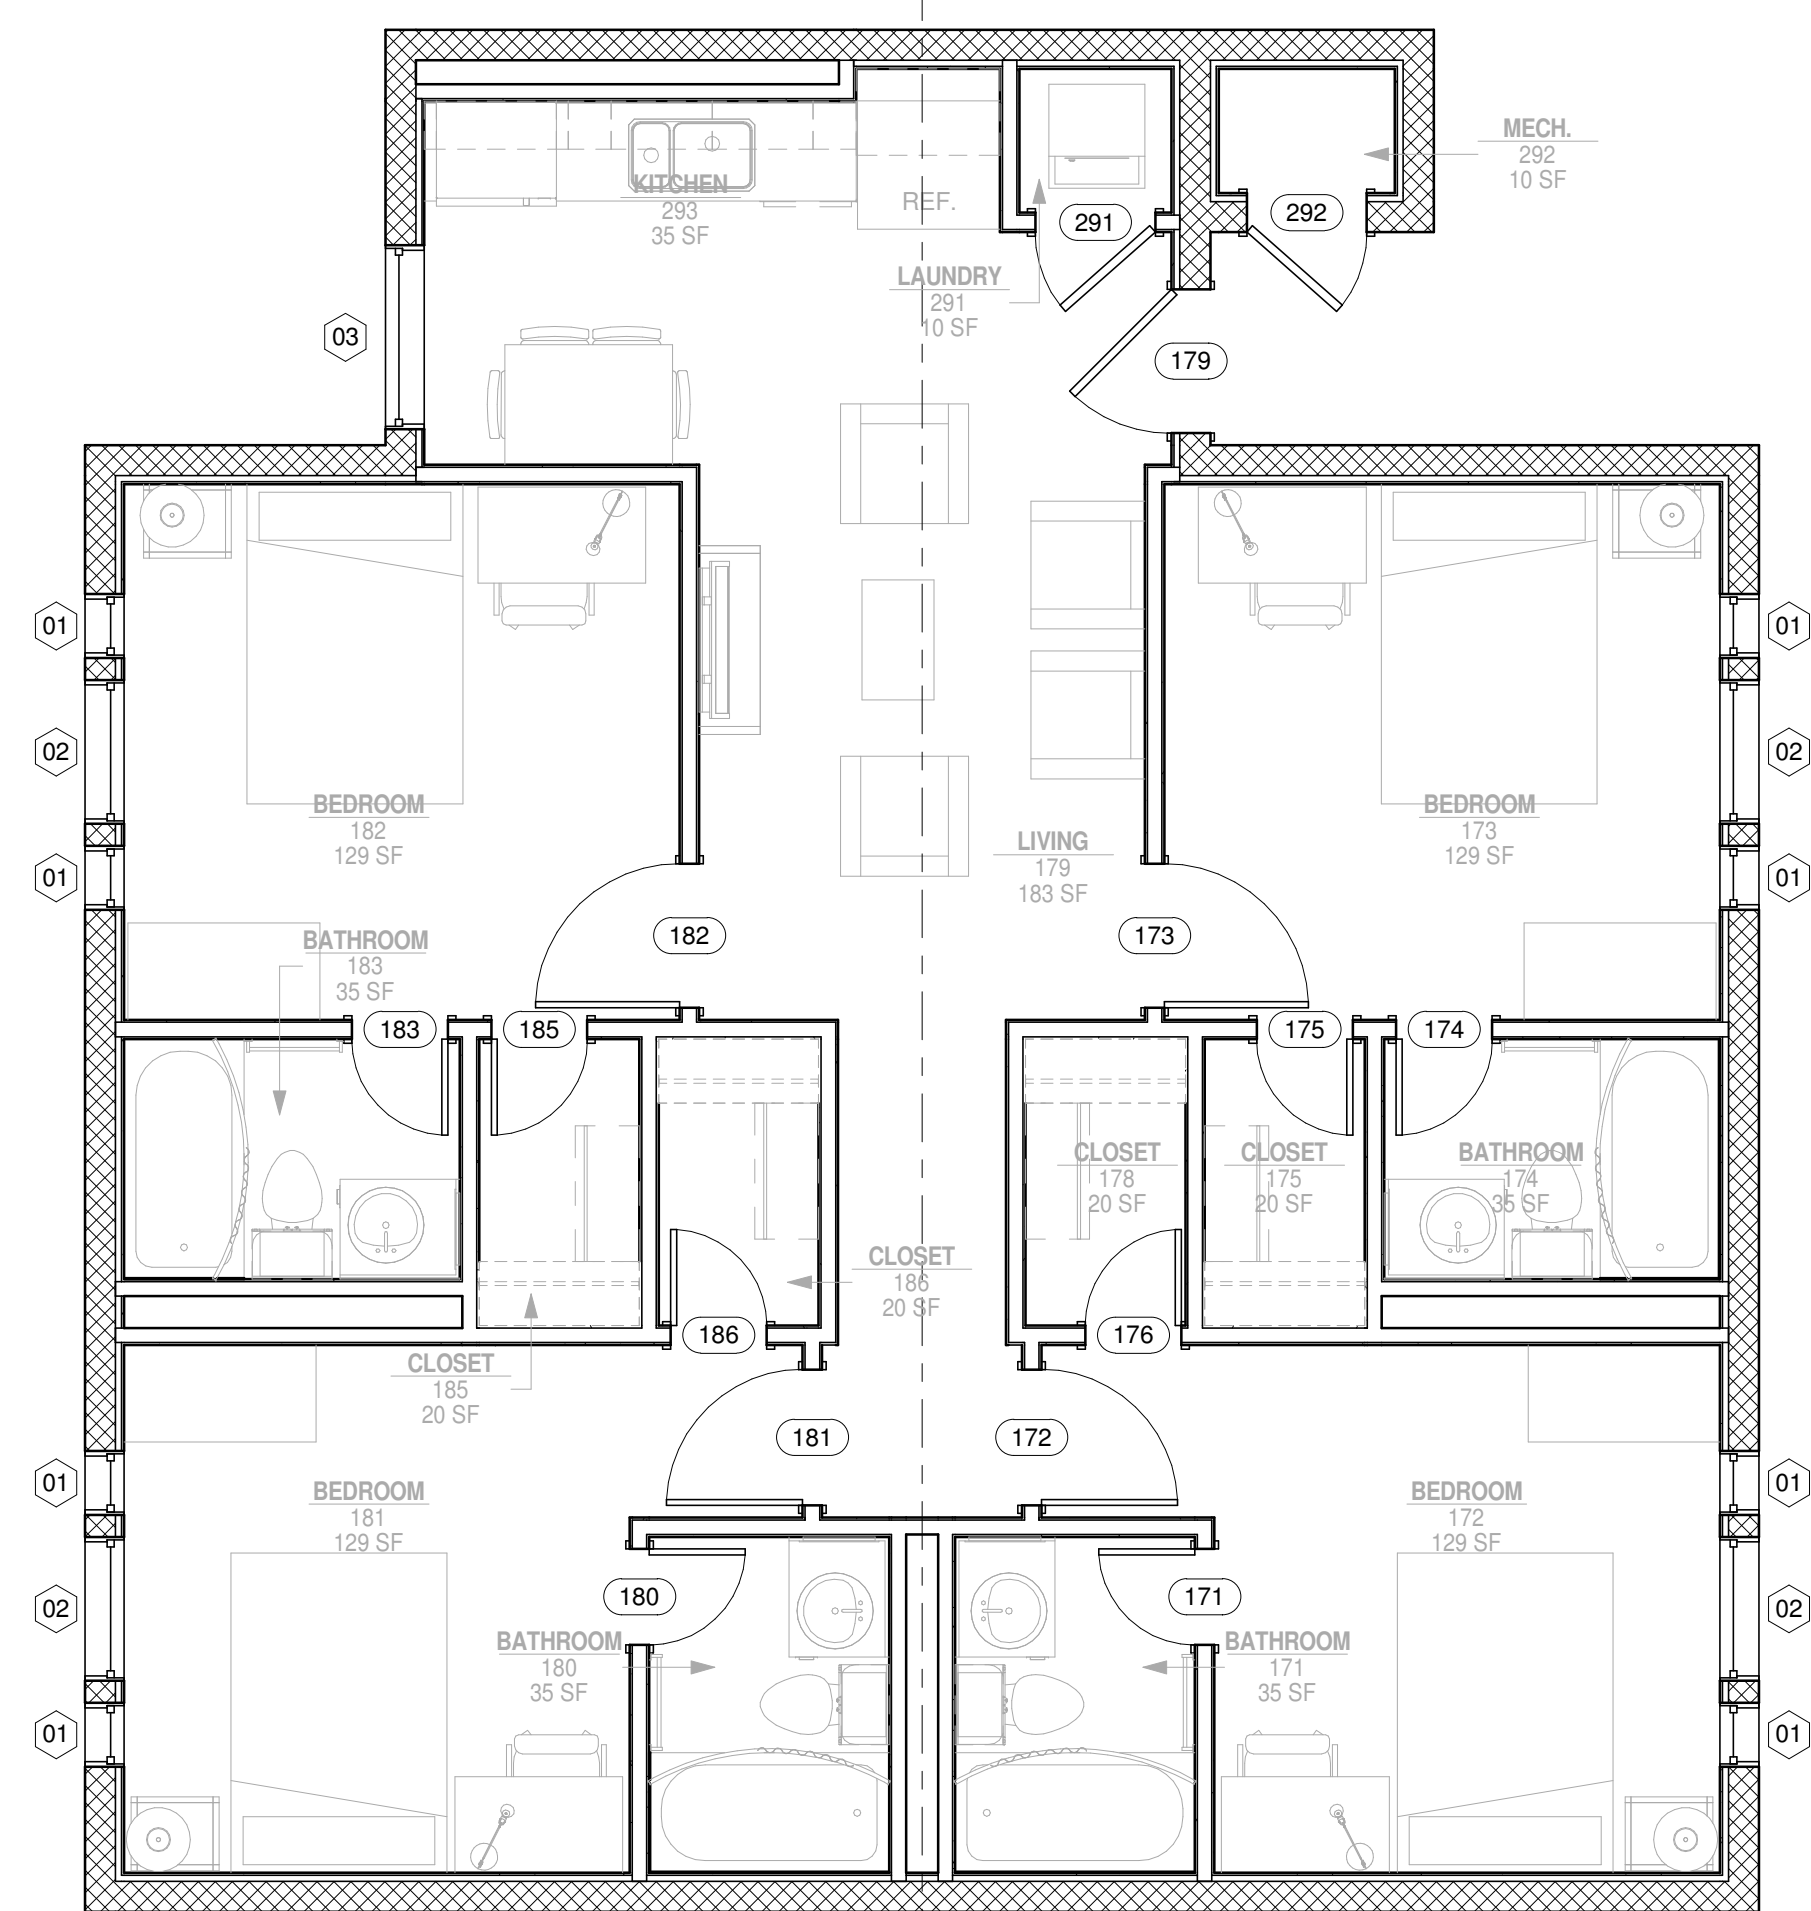 MECH.
292
10 SF
KITCHEN
293
35 SF
REF.
291
292
LAUNDRY
291
10 SF
03
179
01
01
02
02
BEDROOM
182
129 SF
BEDROOM
173
129 SF
LIVING
179
183 SF
01
01
182
173
BATHROOM
183
35 SF
183
185
175
174
CLOSET
178
20 SF
CLOSET
175
20 SF
BATHROOM
174
35 SF
CLOSET
186
20 SF
186
176
CLOSET
185
20 SF
181
172
01
01
BEDROOM
181
129 SF
BEDROOM
172
129 SF
180
171
02
02
BATHROOM
180
35 SF
BATHROOM
171
35 SF
01
01